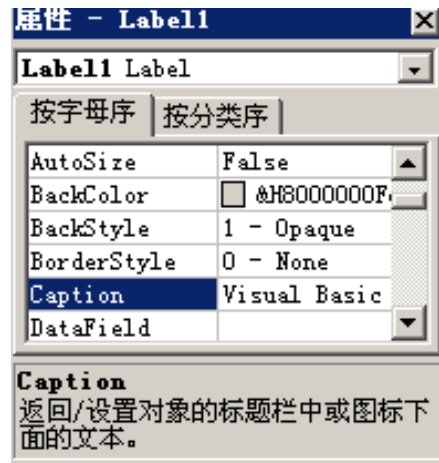 属性 - Label1
Label1 Label
按字母序 按分类序
AutoSize False
BackColor &H8000000F&
BackStyle 1 - Opaque
BorderStyle 0 - None
Caption Visual Basic
DataField
Caption
返回/设置对象的标题栏中或图标下
面的文本。